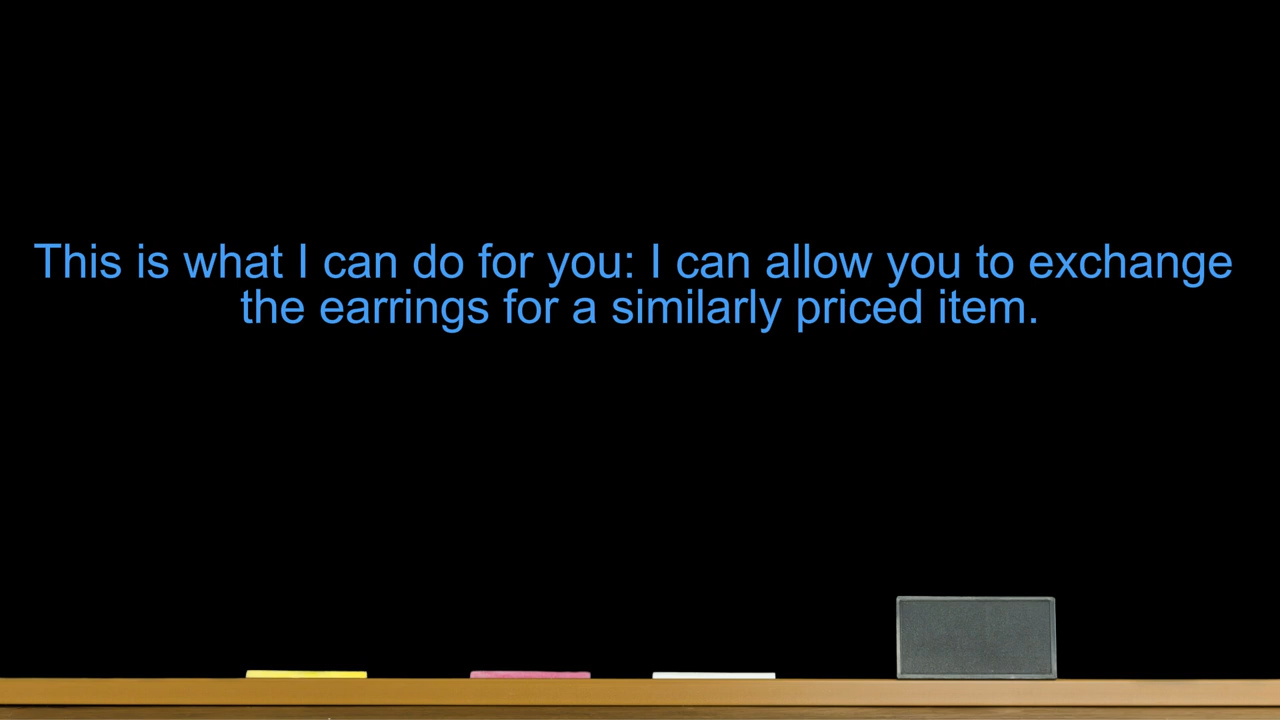 This is what I can do for you: I can allow you to exchange
the earrings for a similarly priced item.